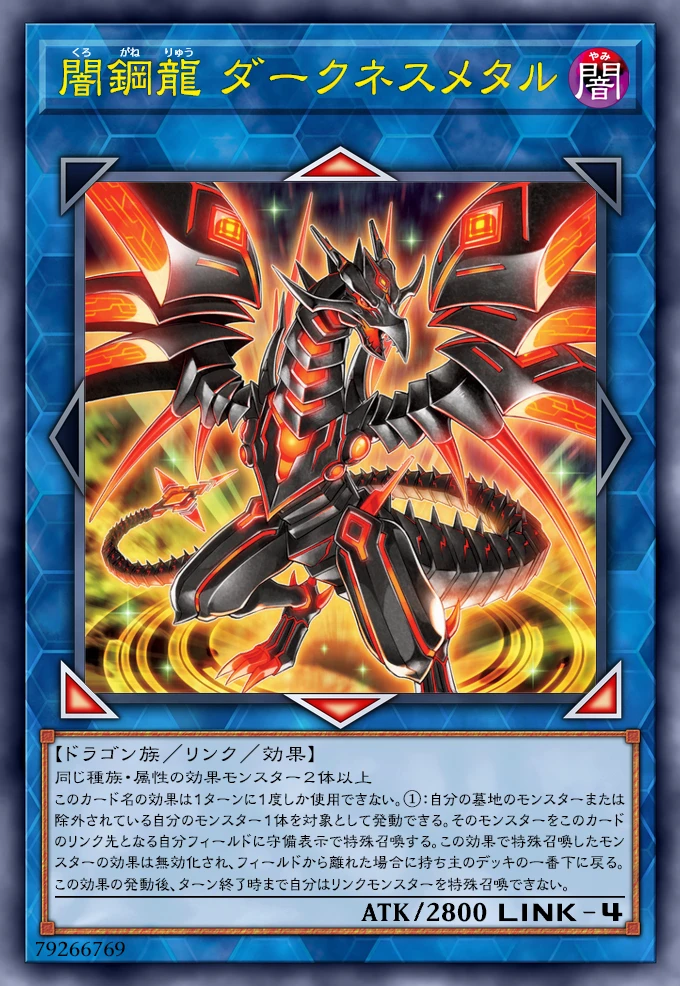 くろ がね りゅう
闇鋼龍 ダークネスメタル
やみ
闇
【ドラゴン族／リンク／効果】
同じ種族・属性の効果モンスター２体以上
このカード名の効果は１ターンに１度しか使用できない。①：自分の墓地のモンスターまたは
除外されている自分のモンスター１体を対象として発動できる。そのモンスターをこのカード
のリンク先となる自分フィールドに守備表示で特殊召喚する。この効果で特殊召喚したモン
スターの効果は無効化され、フィールドから離れた場合に持ち主のデッキの一番下に戻る。
この効果の発動後、ターン終了時まで自分はリンクモンスターを特殊召喚できない。
ATK/2800 LINK-4
79266769